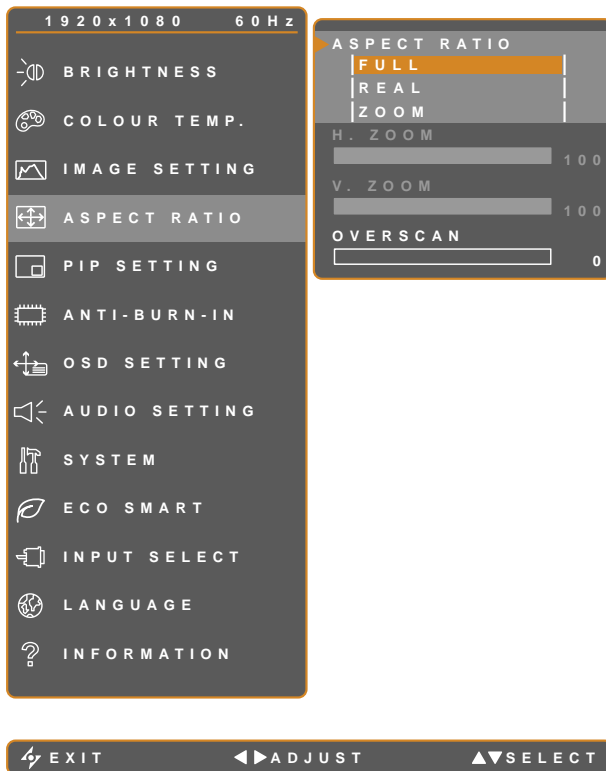 1920x1080 60Hz
BRIGHTNESS
COLOUR TEMP.
IMAGE SETTING
ASPECT RATIO
PIP SETTING
ANTI-BURN-IN
OSD SETTING
AUDIO SETTING
SYSTEM
ECO SMART
INPUT SELECT
LANGUAGE
INFORMATION
ASPECT RATIO
FULL
REAL
ZOOM
H. ZOOM
100
V. ZOOM
100
OVERSCAN
0
EXIT ADJUST SELECT